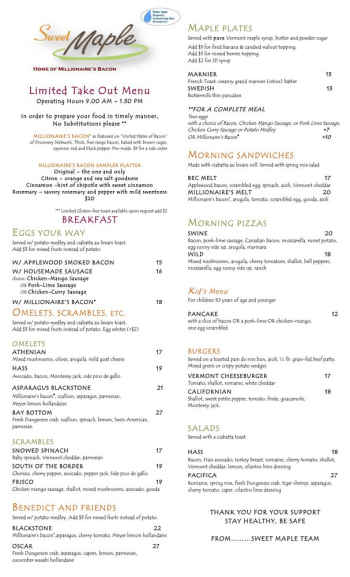 Sweet Maple
HOME OF MILLIONAIRE'S BACON
Limited Take Out Menu
Operating Hours 9.00 AM – 1.30 PM
In order to prepare your food in timely manner,
No Substitutions please **
MILLIONAIRE'S BACON* as featured on "United States of Bacon"
of Discovery Network. Thick, free range bacon, baked with brown sugar,
cayenne, red and black pepper. Pre-made. $9 for a side order
MILLIONAIRE'S BACON SAMPLER PLATTER
Original – the one and only
Citron – orange and sea salt goodness
Cinnamon -hint of chipotle with sweet cinnamon
Rosemary – savory rosemary and pepper with mild sweetness
$20
*** Limited Gluten-free toast available upon request add $2
BREAKFAST
EGGS YOUR WAY
Served w/ potato medley and ciabatta au levain toast.
Add $3 for mixed fruits instead of potato.
W/ APPLEWOOD SMOKED BACON 15
W/ HOUSEMADE SAUSAGE 16
choice: Chicken-Mango Sausage
OR Pork-Lime Sausage
OR Chicken-Curry Sausage
W/ MILLIONAIRE'S BACON* 18
OMELETS, SCRAMBLES, ETC.
Served w/ potato medley and ciabatta au levain toast.
Add $3 for mixed fruits instead of potato. Egg whites (+$2)
OMELETS
ATHENIAN 17
Mixed mushrooms, olives, arugula, mild goat cheese
HASS 19
Avocado, bacon, Monterey jack, side pico de gallo
ASPARAGUS BLACKSTONE 21
Millionaire's bacon*, scallion, asparagus, parmesan,
Meyer lemon hollandaise
BAY BOTTOM 27
Fresh Dungeness crab, scallion, spinach, lemon, Swiss American,
parmesan
SCRAMBLES
SNOWED SPINACH 17
Baby spinach, Vermont cheddar, parmesan
SOUTH OF THE BORDER 19
Chorizo, cherry pepper, avocado, pepper Jack. Side pico de gallo
FRISCO 19
Chicken mango sausage, shallot, mixed mushrooms, avocado, gouda
BENEDICT AND FRIENDS
Served w/ potato medley. Add $3 for mixed fruits instead of potato.
BLACKSTONE 22
Millionaire's bacon*,asparagus, cherry tomato, Meyer lemon hollandaise
OSCAR 27
Fresh Dungeness crab, asparagus, capers, lemon, parmesan,
cucumber wasabi hollandaise
MAPLE PLATES
Served with pure Vermont maple syrup, butter and powder sugar
Add $3 for fried banana & candied walnut topping.
Add $3 for mixed berries topping.
Add $2 for JD syrup
MARNIER 13
French Toast: creamy grand marnier (citrus) batter
SWEDISH 13
Buttermilk thin pancakes
**FOR A COMPLETE MEAL
Two eggs
with a choice of Bacon, Chicken Mango Sausage, or Pork Lime Sausage,
Chicken Curry Sausage or Potato Medley +7
OR Millionaire's Bacon* +10
MORNING SANDWICHES
Made with ciabatta au levain roll. Served with spring mix salad
BEC MELT 17
Applewood bacon, scrambled egg, spinach, aioli, Vermont cheddar
MILLIONAIRE'S MELT 20
Millionaire's bacon*, arugula, tomato, scrambled egg, gouda, aioli
MORNING PIZZAS
SWINE 20
Bacon, pork-lime sausage, Canadian bacon, mozzarella, sweet potato,
egg sunny side up, arugula, marinara
WILD 19
Mixed mushrooms, arugula, cherry tomatoes, shallot, bell peppers,
mozzarella, egg sunny side up, ranch
Kid's Menu
For children 10 years of age and younger
PANCAKE 12
with a slice of bacon OR a pork-lime OR chicken-mango,
one egg scrambled
BURGERS
Served on a toasted pain de mie bun, aioli, ½ lb. grass-fed beef patty.
Mixed green or crispy potato wedges
VERMONT CHEESEBURGER 17
Tomato, shallot, romaine, white cheddar
CALIFORNIAN 18
Shallot, sweet petite pepper, tomato, frisée, guacamole,
Monterey jack.
SALADS
Served with a ciabatta toast
HASS 18
Bacon, Hass avocado, turkey breast, romaine, cherry tomato, shallot,
Vermont cheddar, lemon, cilantro lime dressing
PACIFICA 27
Romaine, spring mix, fresh Dungeness crab, tiger shrimp, asparagus,
cherry tomato, caper, cilantro lime dressing
THANK YOU FOR YOUR SUPPORT
STAY HEALTHY, BE SAFE
FROM.........SWEET MAPLE TEAM